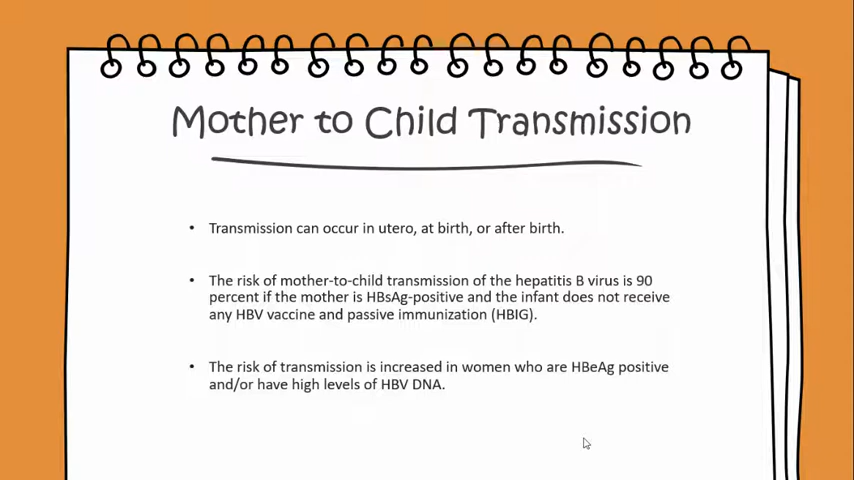 Mother to Child Transmission
• Transmission can occur in utero, at birth, or after birth.
• The risk of mother-to-child transmission of the hepatitis B virus is 90
percent if the mother is HBsAg-positive and the infant does not receive
any HBV vaccine and passive immunization (HBIG).
• The risk of transmission is increased in women who are HBeAg positive
and/or have high levels of HBV DNA.